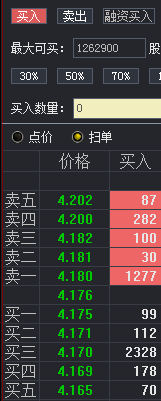 买入 卖出 融资买入
最大可买: 1262900 股
30% 50% 70% 1
买入数量: 0
点价 扫单
价格 买入
卖五 4.202 87
卖四 4.200 282
卖三 4.182 100
卖二 4.181 30
卖一 4.180 1277
4.176
买一 4.175 99
买二 4.171 112
买三 4.170 2328
买四 4.169 178
买五 4.165 70